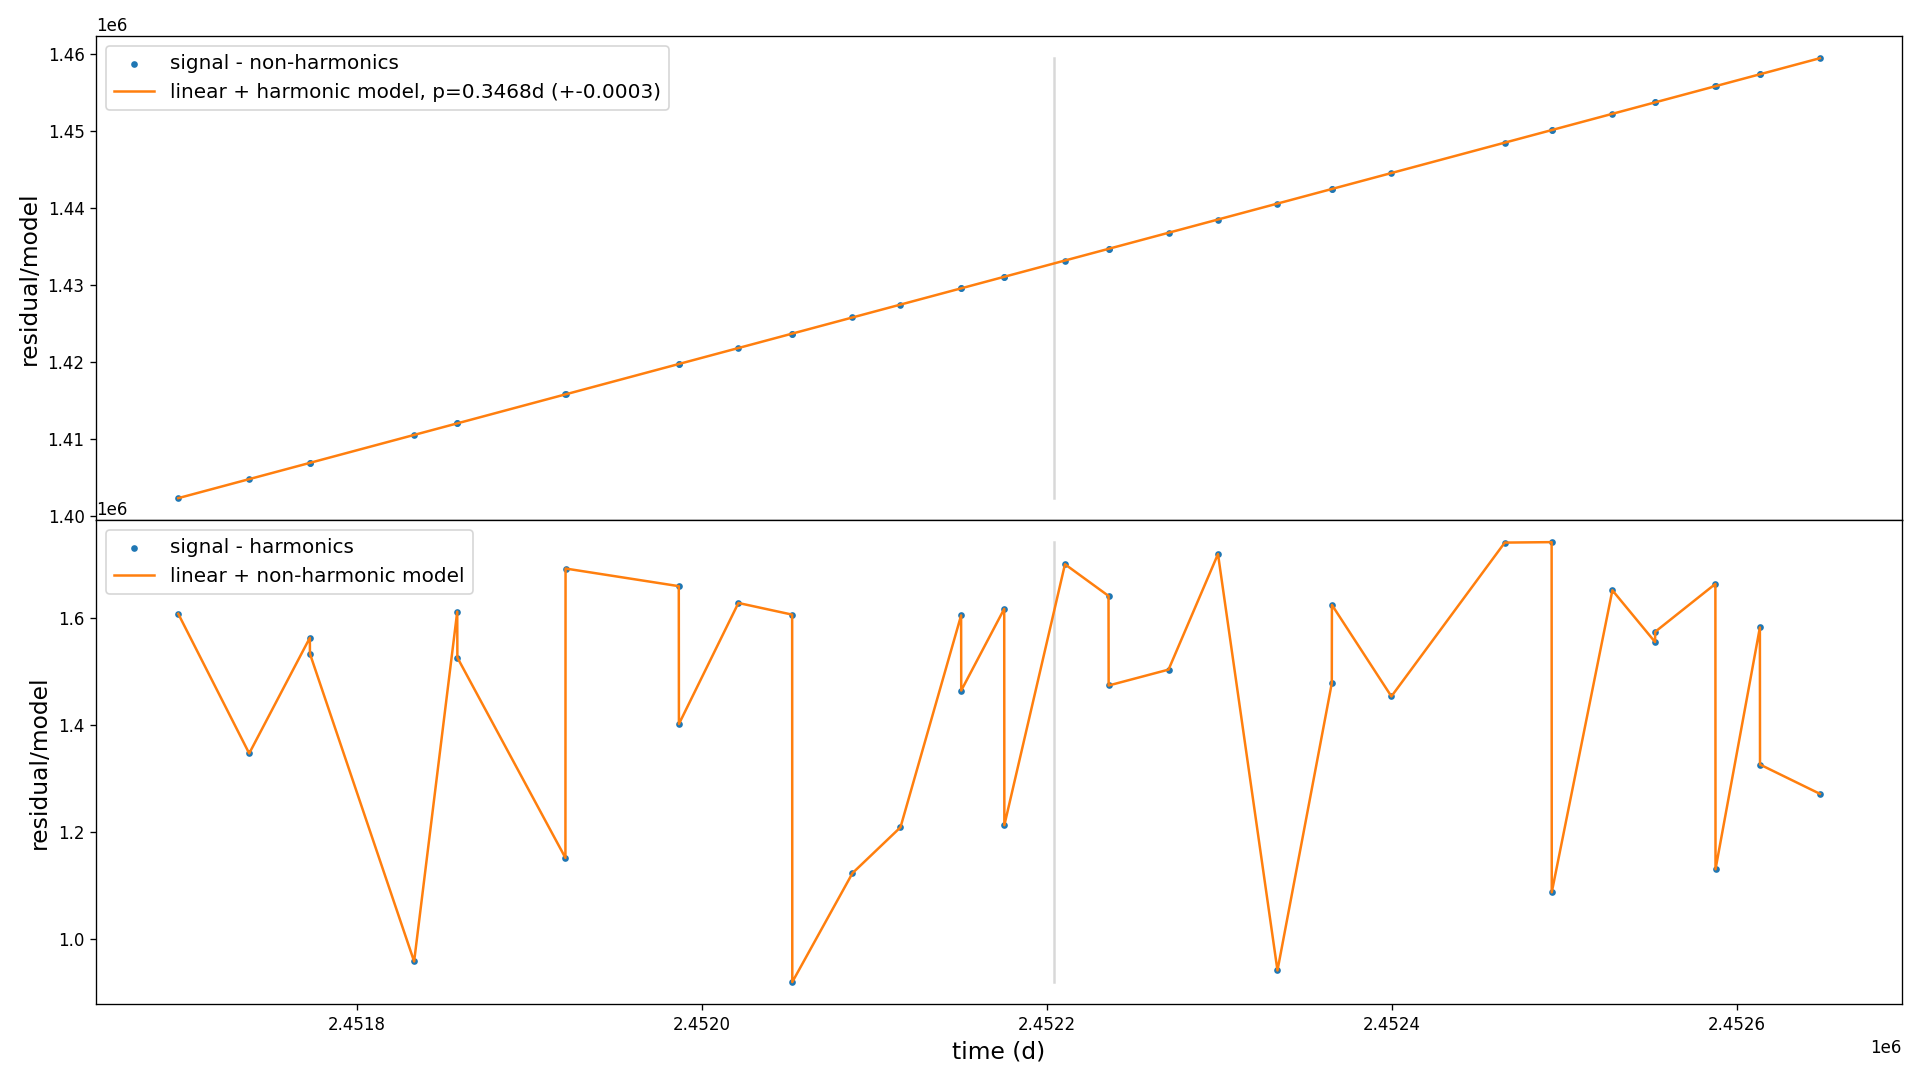 1e6
1.46
1.45
1.44
1.43
1.42
1.41
1.40
residual/model
signal - non-harmonics
linear + harmonic model, p=0.3468d (+-0.0003)
1e6
1.6
1.4
1.2
1.0
residual/model
signal - harmonics
linear + non-harmonic model
2.4518
2.4520
2.4522
2.4524
2.4526
time (d)
1e6